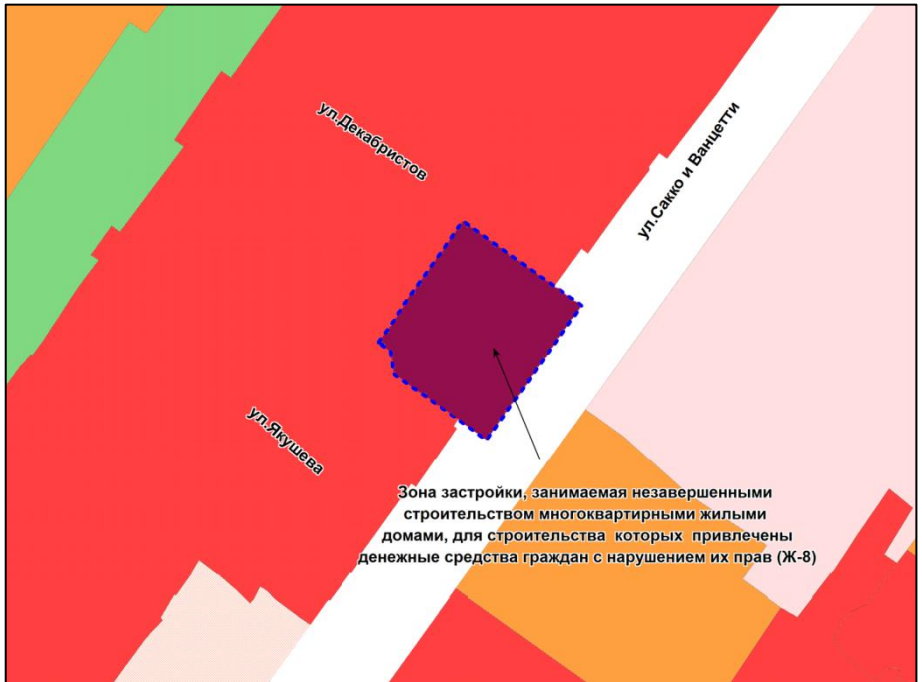 ул.Декабристов
ул.Сакко и Ванцетти
ул.Якушева
Зона застройки, занимаемая незавершенными
строительством многоквартирными жилыми
домами, для строительства которых привлечены
денежные средства граждан с нарушением их прав (Ж-8)